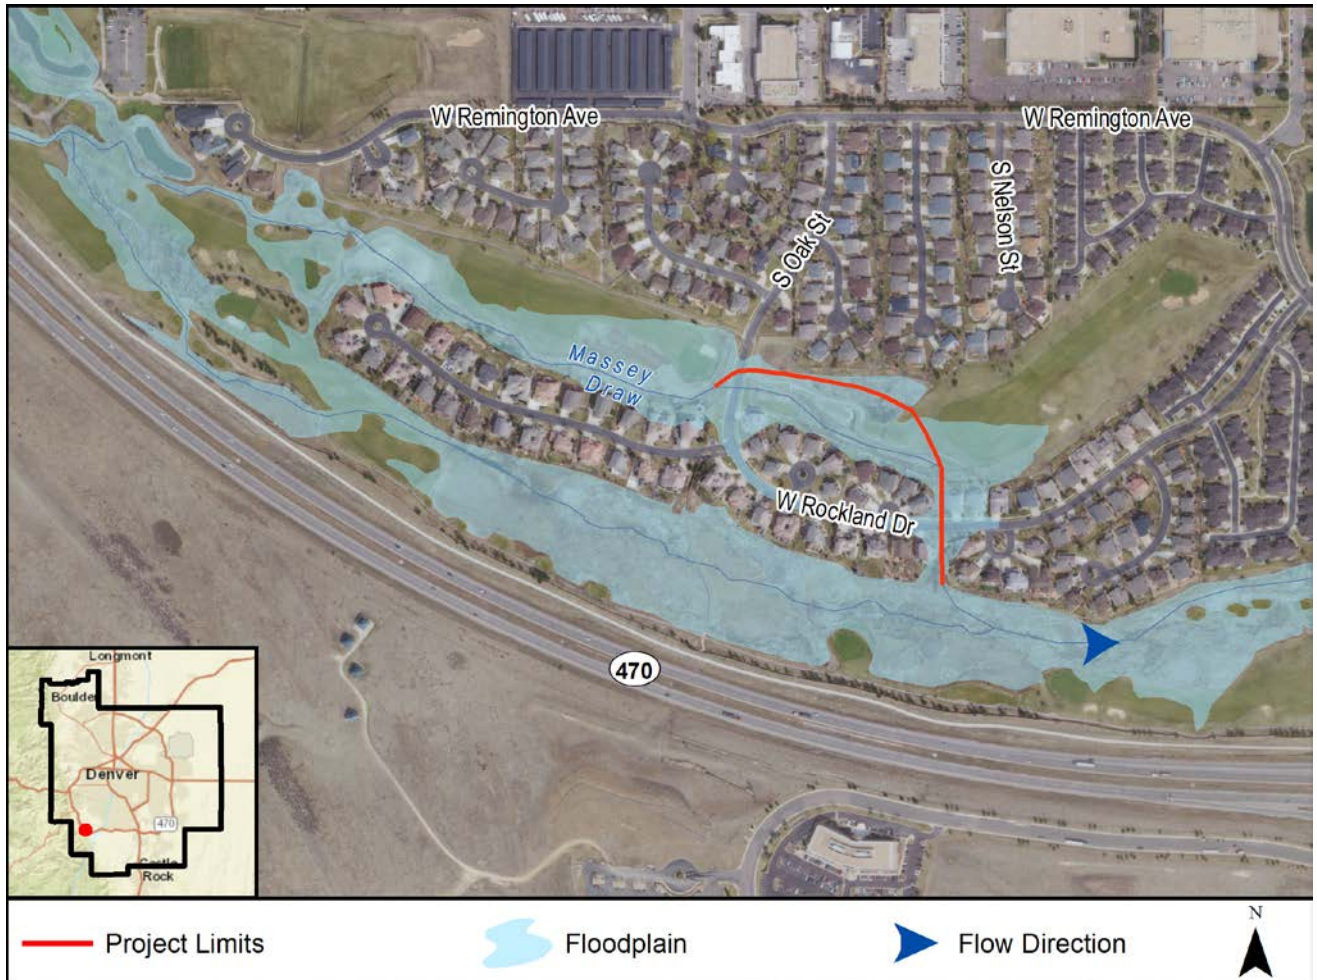 W Remington Ave
W Remington Ave
S Nelson St
S Oak St
Massey
Draw
W Rockland Dr
470
Longmont
Boulder
Denver
470
Castle
Rock
N
Project Limits
Floodplain
Flow Direction